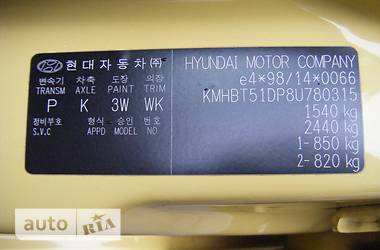 현대자동차㈜ HYUNDAI MOTOR COMPANY
e4*98/14*0066
변속기 차축 도장 의장 KMHBT51DP8U780315
TRANSM AXLE PAINT TRIM 1540 kg
P K 3W WK 2440 kg
정비부호 형식 승인 번호 1- 850 kg
S.V.C APPD MODEL NO 2- 820 kg
auto RIA